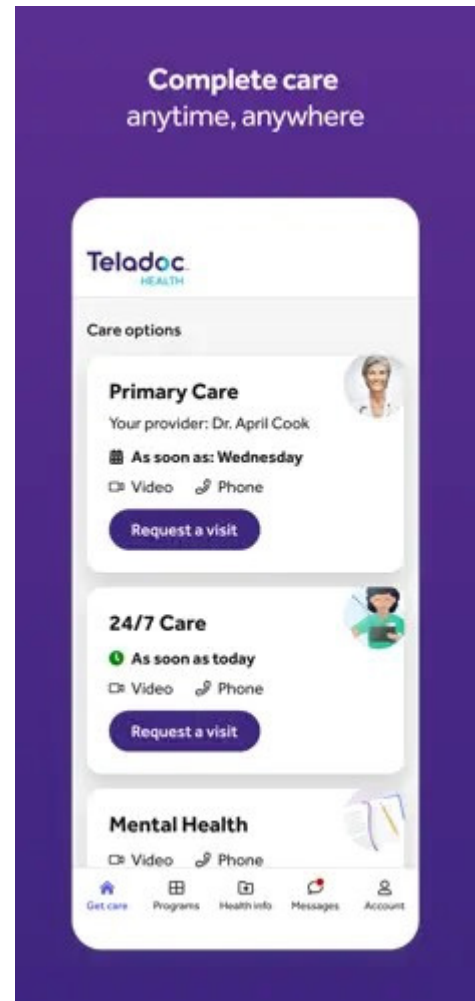 Complete care
anytime, anywhere
Teladoc.
HEALTH
Care options
Primary Care
Your provider: Dr. April Cook
As soon as: Wednesday
Video Phone
Request a visit
24/7 Care
As soon as today
Video Phone
Request a visit
Mental Health
Video Phone
Get care Programs Health info Messages Account